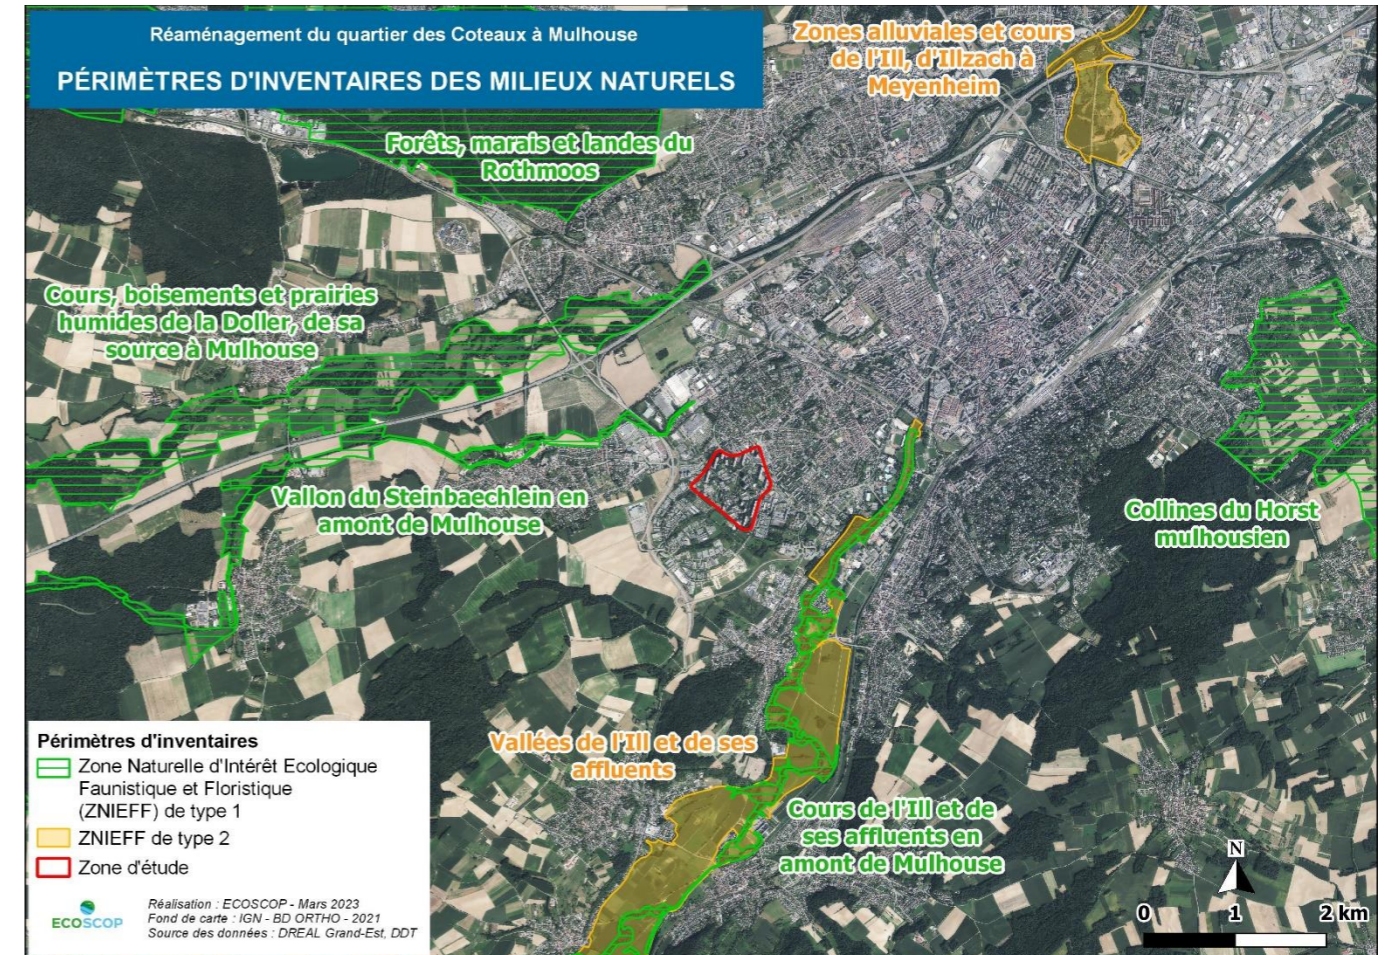 Réaménagement du quartier des Coteaux à Mulhouse
PÉRIMÈTRES D'INVENTAIRES DES MILIEUX NATURELS
Zones alluviales et cours
de l'Ill, d'Illzach à
Meyenheim
Forêts, marais et landes du
Rothmoos
Cours, boisements et prairies
humides de la Doller, de sa
source à Mulhouse
Vallon du Steinbaechlein en
amont de Mulhouse
Collines du Horst
mulhousien
Vallées de l'Ill et de ses
affluents
Cours de l'Ill et de
ses affluents en
amont de Mulhouse
Périmètres d'inventaires
Zone Naturelle d'Intérêt Ecologique
Faunistique et Floristique
(ZNIEFF) de type 1
ZNIEFF de type 2
Zone d'étude
ECOSCOP
Réalisation : ECOSCOP - Mars 2023
Fond de carte : IGN - BD ORTHO - 2021
Source des données : DREAL Grand-Est, DDT
N
0 1 2 km